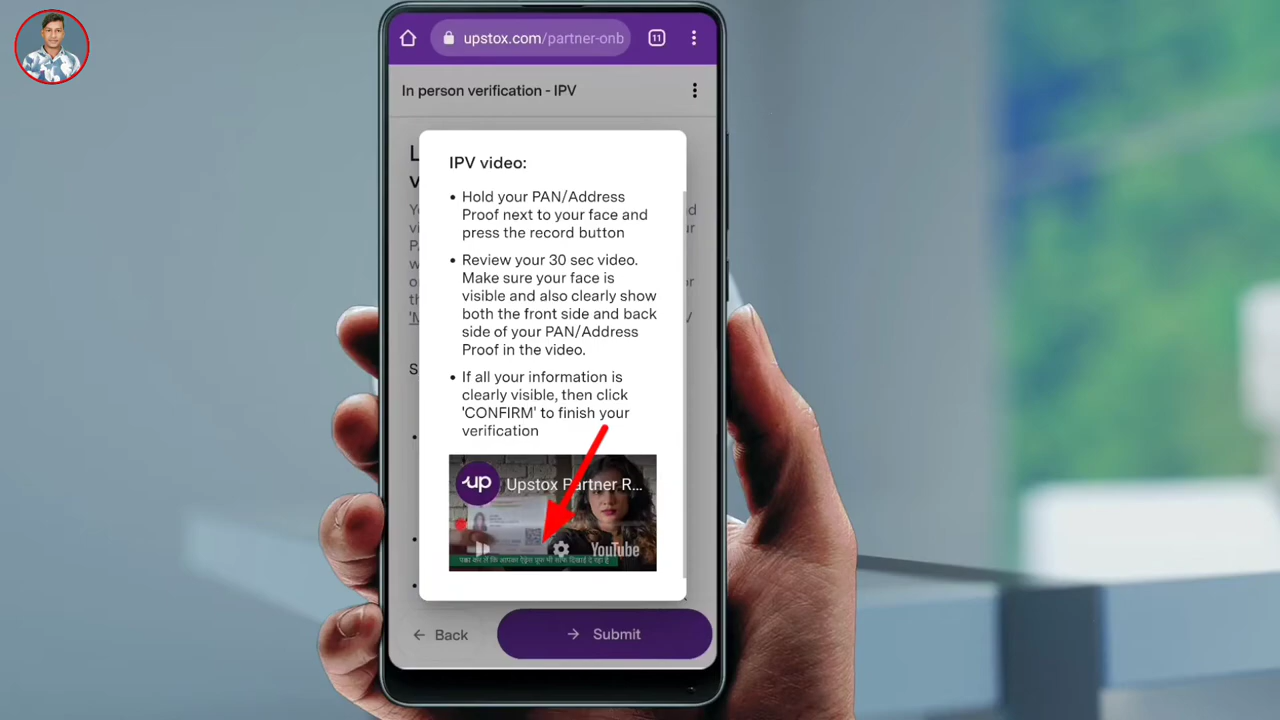 upstox.com/partner-onb
11
In person verification - IPV
IPV video:
• Hold your PAN/Address
Proof next to your face and
press the record button
• Review your 30 sec video.
Make sure your face is
visible and also clearly show
both the front side and back
side of your PAN/Address
Proof in the video.
• If all your information is
clearly visible, then click
'CONFIRM' to finish your
verification
up
Upstox Partner R...
YouTube
← Back
→ Submit